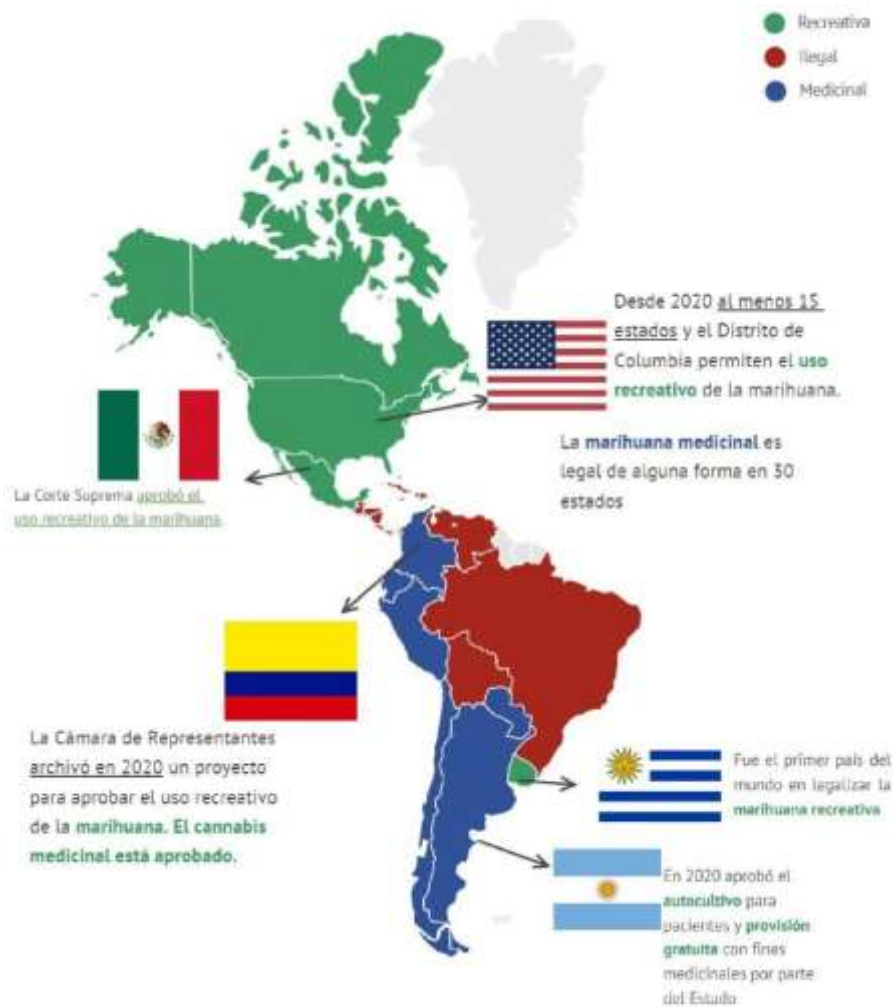 Recreativa
Ilegal
Medicinal
Desde 2020 al menos 15
estados y el Distrito de
Columbia permiten el uso
recreativo de la marihuana.
La marihuana medicinal es
legal de alguna forma en 30
estados
La Corte Suprema aprobó el
uso recreativo de la marihuana.
La Cámara de Representantes
archivó en 2020 un proyecto
para aprobar el uso recreativo
de la marihuana. El cannabis
medicinal está aprobado.
Fue el primer país del
mundo en legalizar la
marihuana recreativa
En 2020 aprobó el
autocultivo para
pacientes y provisión
gratuita con fines
medicinales por parte
del Estado